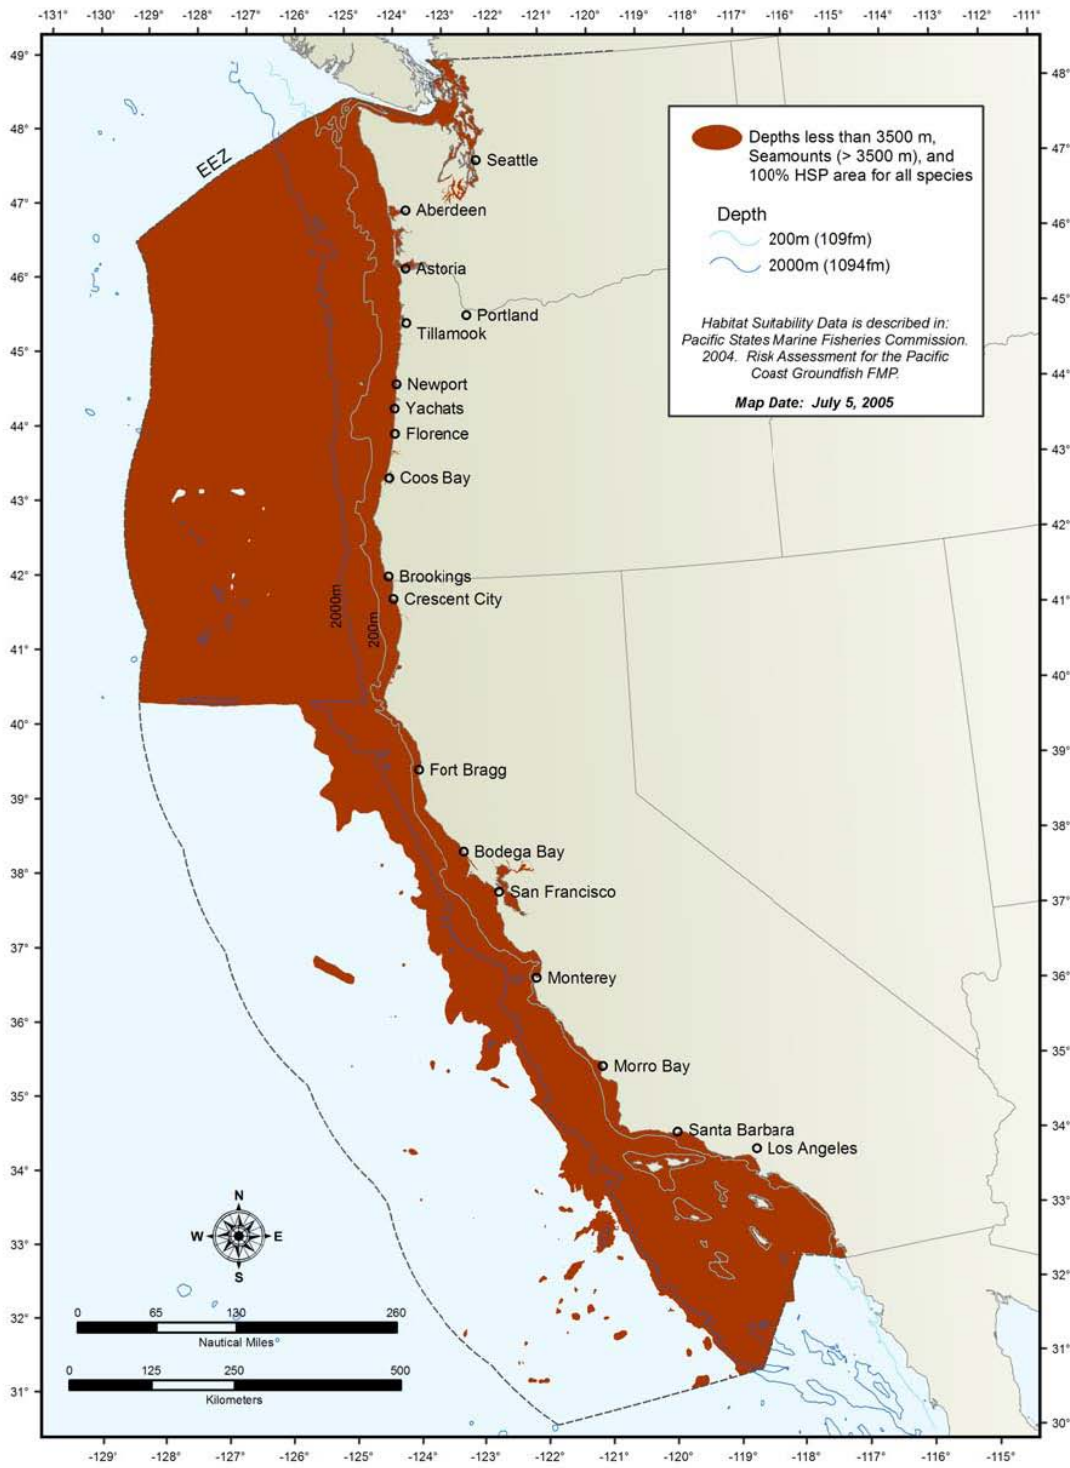 -131° -130° -129° -128° -127° -126° -125° -124° -123° -122° -121° -120° -119° -118° -117° -116° -115° -114° -113° -112° -111°
49°
48°
47°
46°
45°
44°
43°
42°
41°
40°
39°
38°
37°
36°
35°
34°
33°
32°
31°
48°
47°
46°
45°
44°
43°
42°
41°
40°
39°
38°
37°
36°
35°
34°
33°
32°
31°
30°
EEZ
Seattle
Aberdeen
Astoria
Portland
Tillamook
Newport
Yachats
Florence
Coos Bay
Brookings
Crescent City
2000m
200m
Fort Bragg
Bodega Bay
San Francisco
Monterey
Morro Bay
Santa Barbara
Los Angeles
Depths less than 3500 m,
Seamounts (> 3500 m), and
100% HSP area for all species
Depth
200m (109fm)
2000m (1094fm)
Habitat Suitability Data is described in:
Pacific States Marine Fisheries Commission.
2004. Risk Assessment for the Pacific
Coast Groundfish FMP.
Map Date: July 5, 2005
N
W E
S
0 65 130 260
Nautical Miles
0 125 250 500
Kilometers
-129° -128° -127° -126° -125° -124° -123° -122° -121° -120° -119° -118° -117° -116° -115°